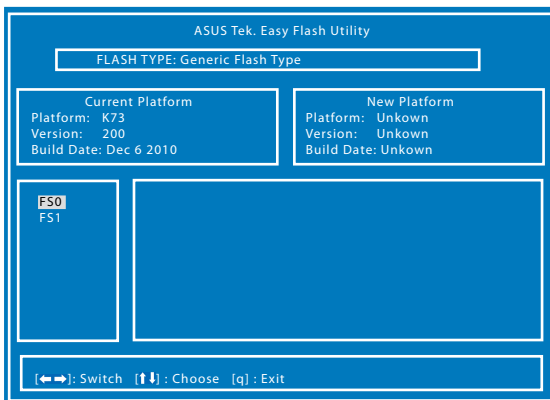 ASUS Tek. Easy Flash Utility
FLASH TYPE: Generic Flash Type
Current Platform
Platform: K73
Version: 200
Build Date: Dec 6 2010
New Platform
Platform: Unkown
Version: Unkown
Build Date: Unkown
FS0
FS1
[←→]: Switch [↑↓] : Choose [q] : Exit